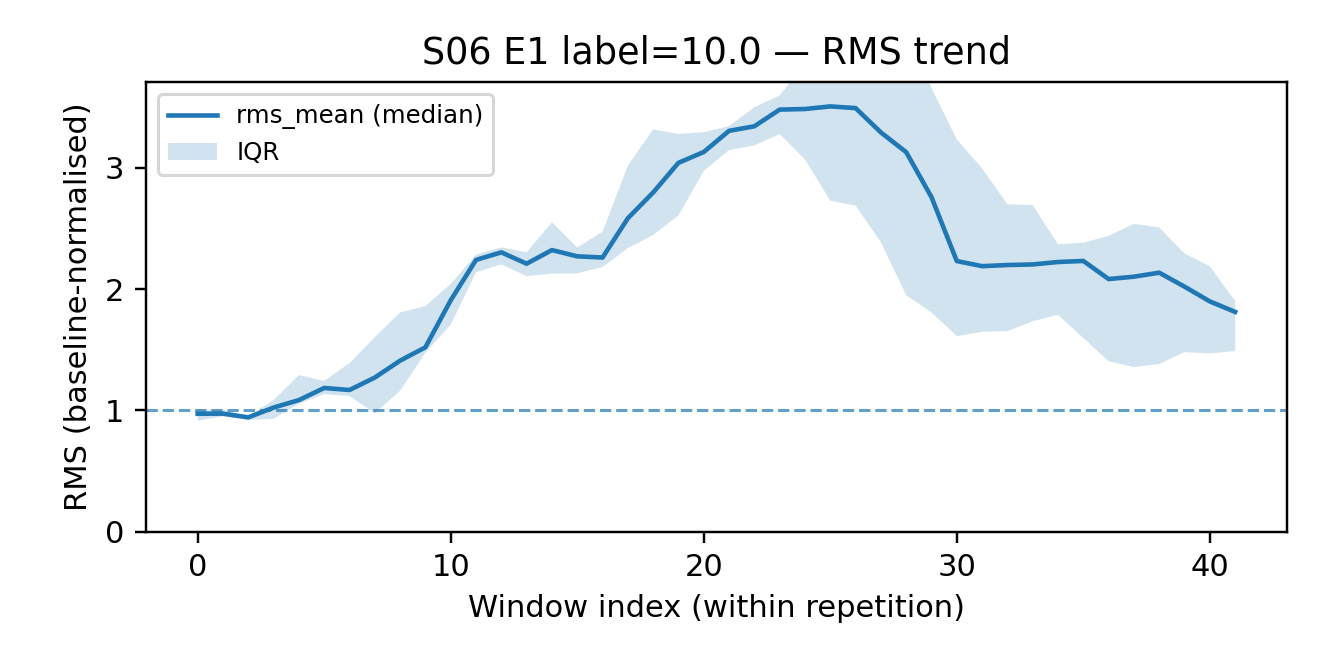 S06 E1 label=10.0 — RMS trend
rms_mean (median)
IQR
RMS (baseline-normalised)
3
2
1
0
0 10 20 30 40
Window index (within repetition)